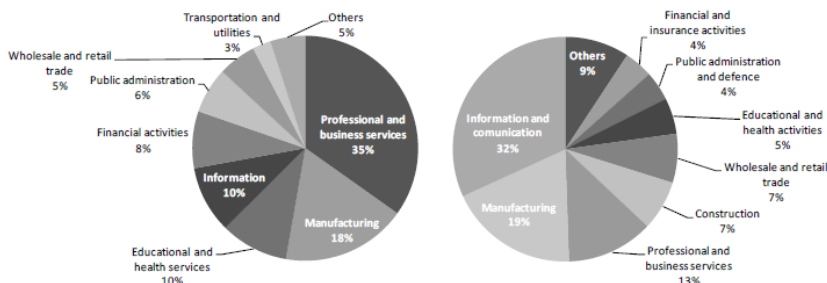 Transportation and
utilities
3%
Others
5%
Wholesale and retail
trade
5%
Public administration
6%
Financial activities
8%
Information
10%
Educational and
health services
10%
Manufacturing
18%
Professional and
business services
35%
Others
9%
Financial and
insurance activities
4%
Public administration
and defence
4%
Educational and
health activities
5%
Wholesale and retail
trade
7%
Construction
7%
Professional and
business services
13%
Manufacturing
19%
Information and
comunication
32%